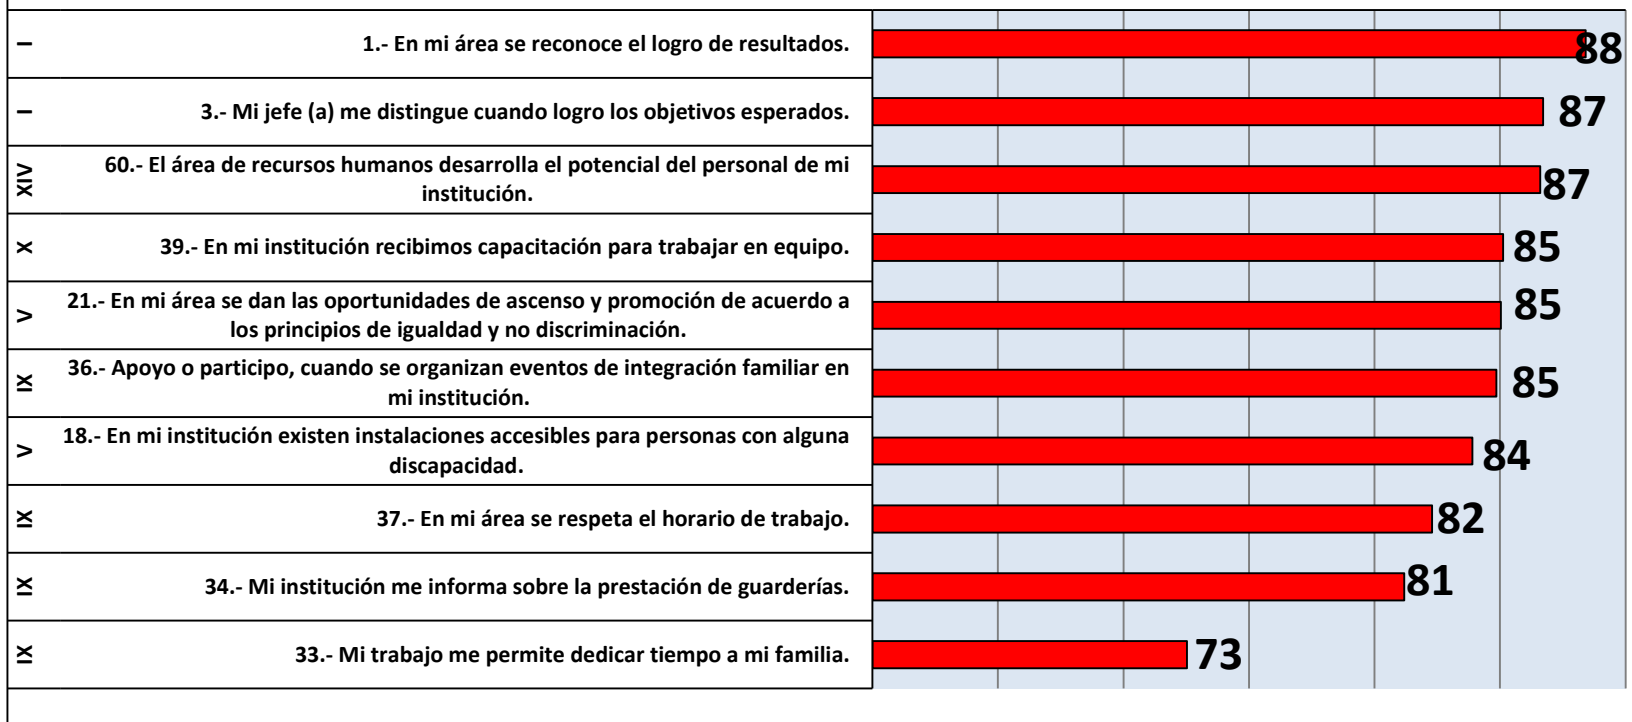 I
1.- En mi área se reconoce el logro de resultados.
88
I
3.- Mi jefe (a) me distingue cuando logro los objetivos esperados.
87
XIV
60.- El área de recursos humanos desarrolla el potencial del personal de mi
institución.
87
X
39.- En mi institución recibimos capacitación para trabajar en equipo.
85
V
21.- En mi área se dan las oportunidades de ascenso y promoción de acuerdo a
los principios de igualdad y no discriminación.
85
IX
36.- Apoyo o participo, cuando se organizan eventos de integración familiar en
mi institución.
85
V
18.- En mi institución existen instalaciones accesibles para personas con alguna
discapacidad.
84
IX
37.- En mi área se respeta el horario de trabajo.
82
IX
34.- Mi institución me informa sobre la prestación de guarderías.
81
IX
33.- Mi trabajo me permite dedicar tiempo a mi familia.
73